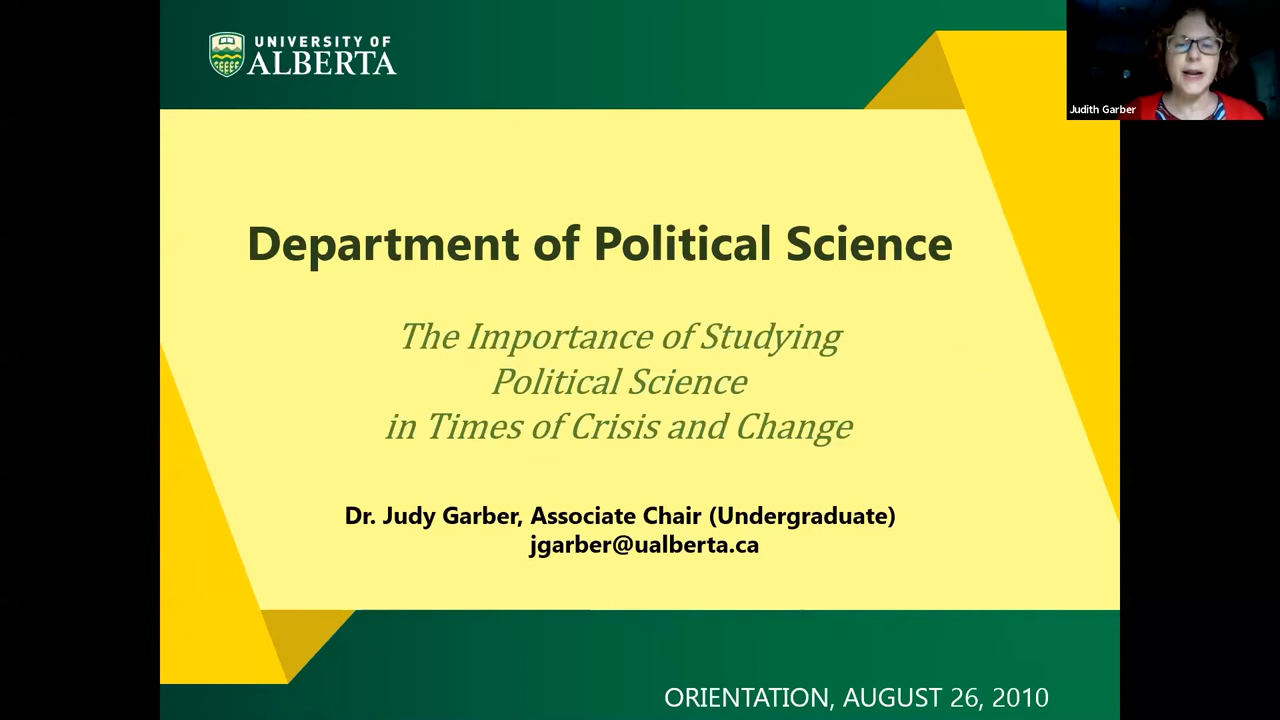 UNIVERSITY OF
ALBERTA
Judith Garber
Department of Political Science
The Importance of Studying
Political Science
in Times of Crisis and Change
Dr. Judy Garber, Associate Chair (Undergraduate)
jgarber@ualberta.ca
ORIENTATION, AUGUST 26, 2010